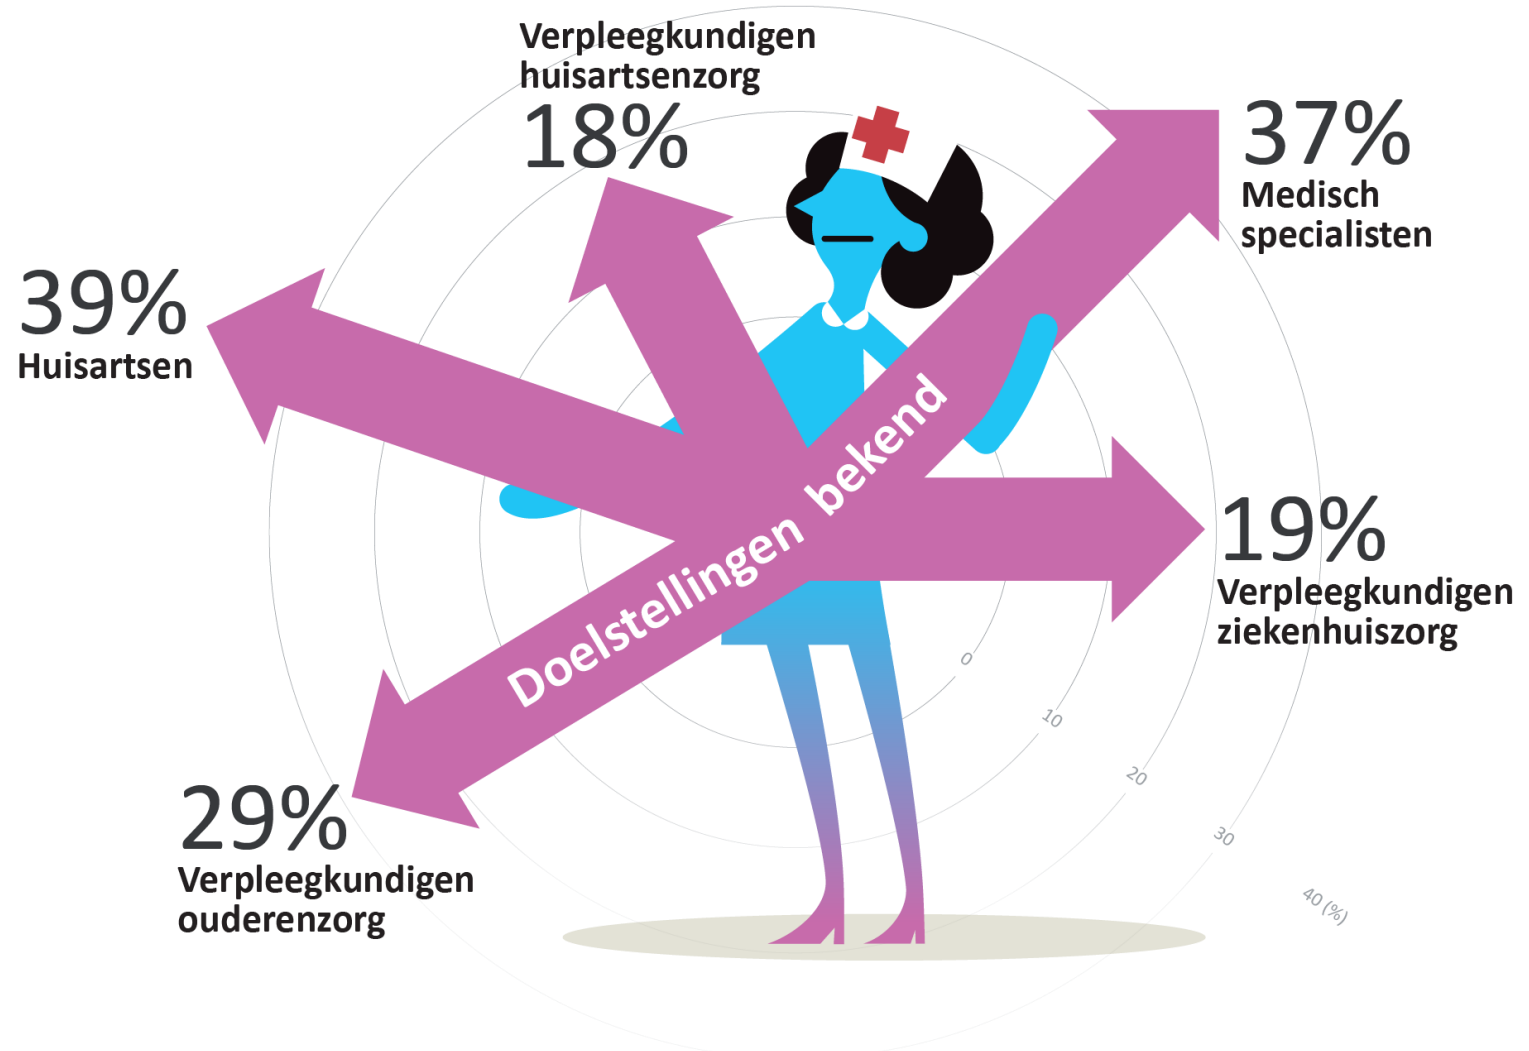 Verpleegkundigen
huisartsenzorg
18%
37%
Medisch
specialisten
39%
Huisartsen
Doelstellingen bekend
19%
Verpleegkundigen
ziekenhuiszorg
29%
Verpleegkundigen
ouderenzorg
0
10
20
30
40 (%)